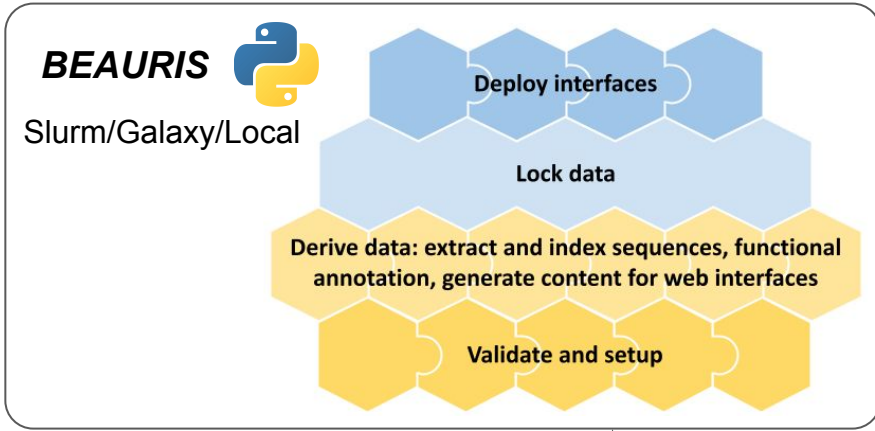 BEAURIS
Slurm/Galaxy/Local
Deploy interfaces
Lock data
Derive data: extract and index sequences, functional
annotation, generate content for web interfaces
Validate and setup